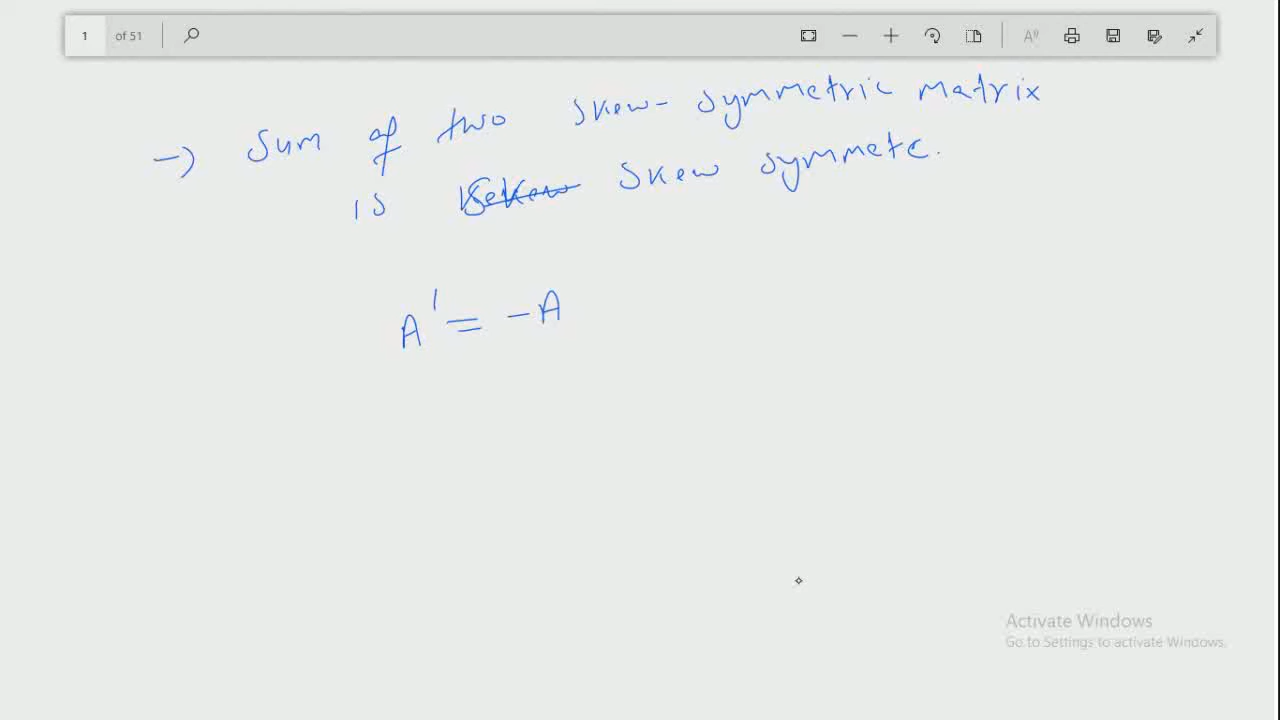 1 of 51
→ Sum of two skew-symmetric matrix
is skew symmetc.
A' = -A
Activate Windows
Go to Settings to activate Windows.